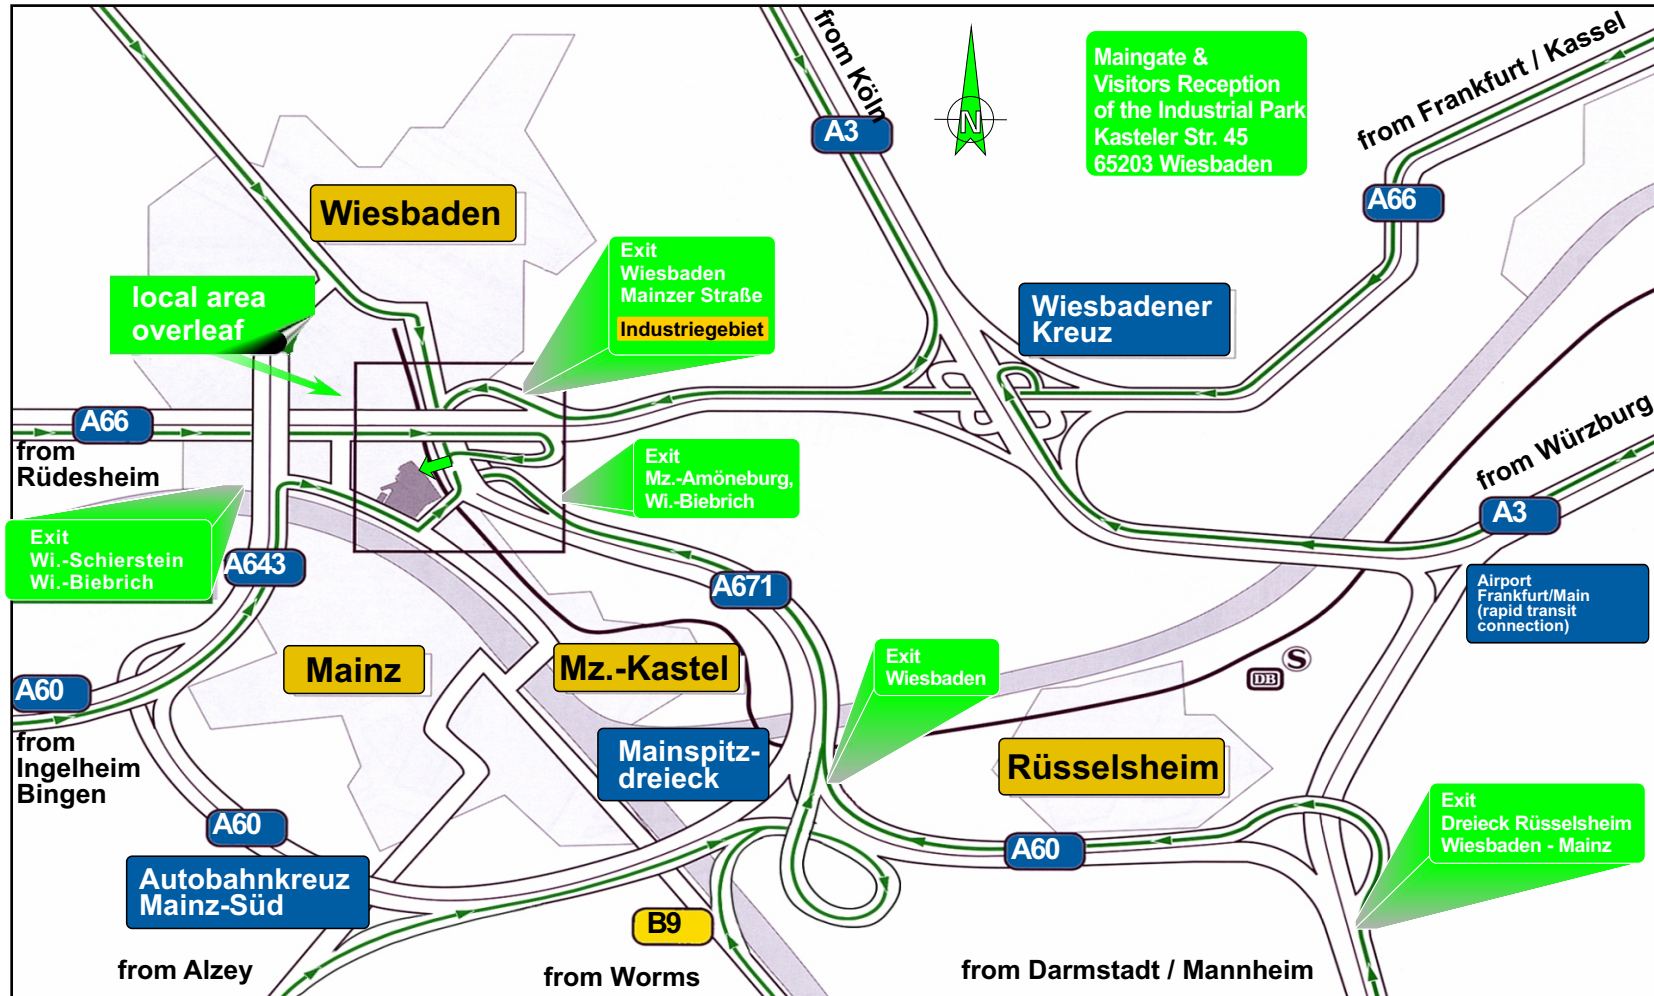 from Köln
A3
N
Maingate &
Visitors Reception
of the Industrial Park
Kasteler Str. 45
65203 Wiesbaden
from Frankfurt / Kassel
A66
Wiesbaden
Exit
Wiesbaden
Mainzer Straße
Industriegebiet
local area
overleaf
Wiesbadener
Kreuz
A66
from
Rüdesheim
Exit
Mz.-Amöneburg,
Wi.-Biebrich
from Würzburg
A3
Exit
Wi.-Schierstein
Wi.-Biebrich
A643
A671
Airport
Frankfurt/Main
(rapid transit
connection)
Mainz
Mz.-Kastel
Exit
Wiesbaden
S
DB
A60
from
Ingelheim
Bingen
Mainspitz-
dreieck
Rüsselsheim
A60
A60
Exit
Dreieck Rüsselsheim
Wiesbaden - Mainz
Autobahnkreuz
Mainz-Süd
B9
from Alzey
from Worms
from Darmstadt / Mannheim